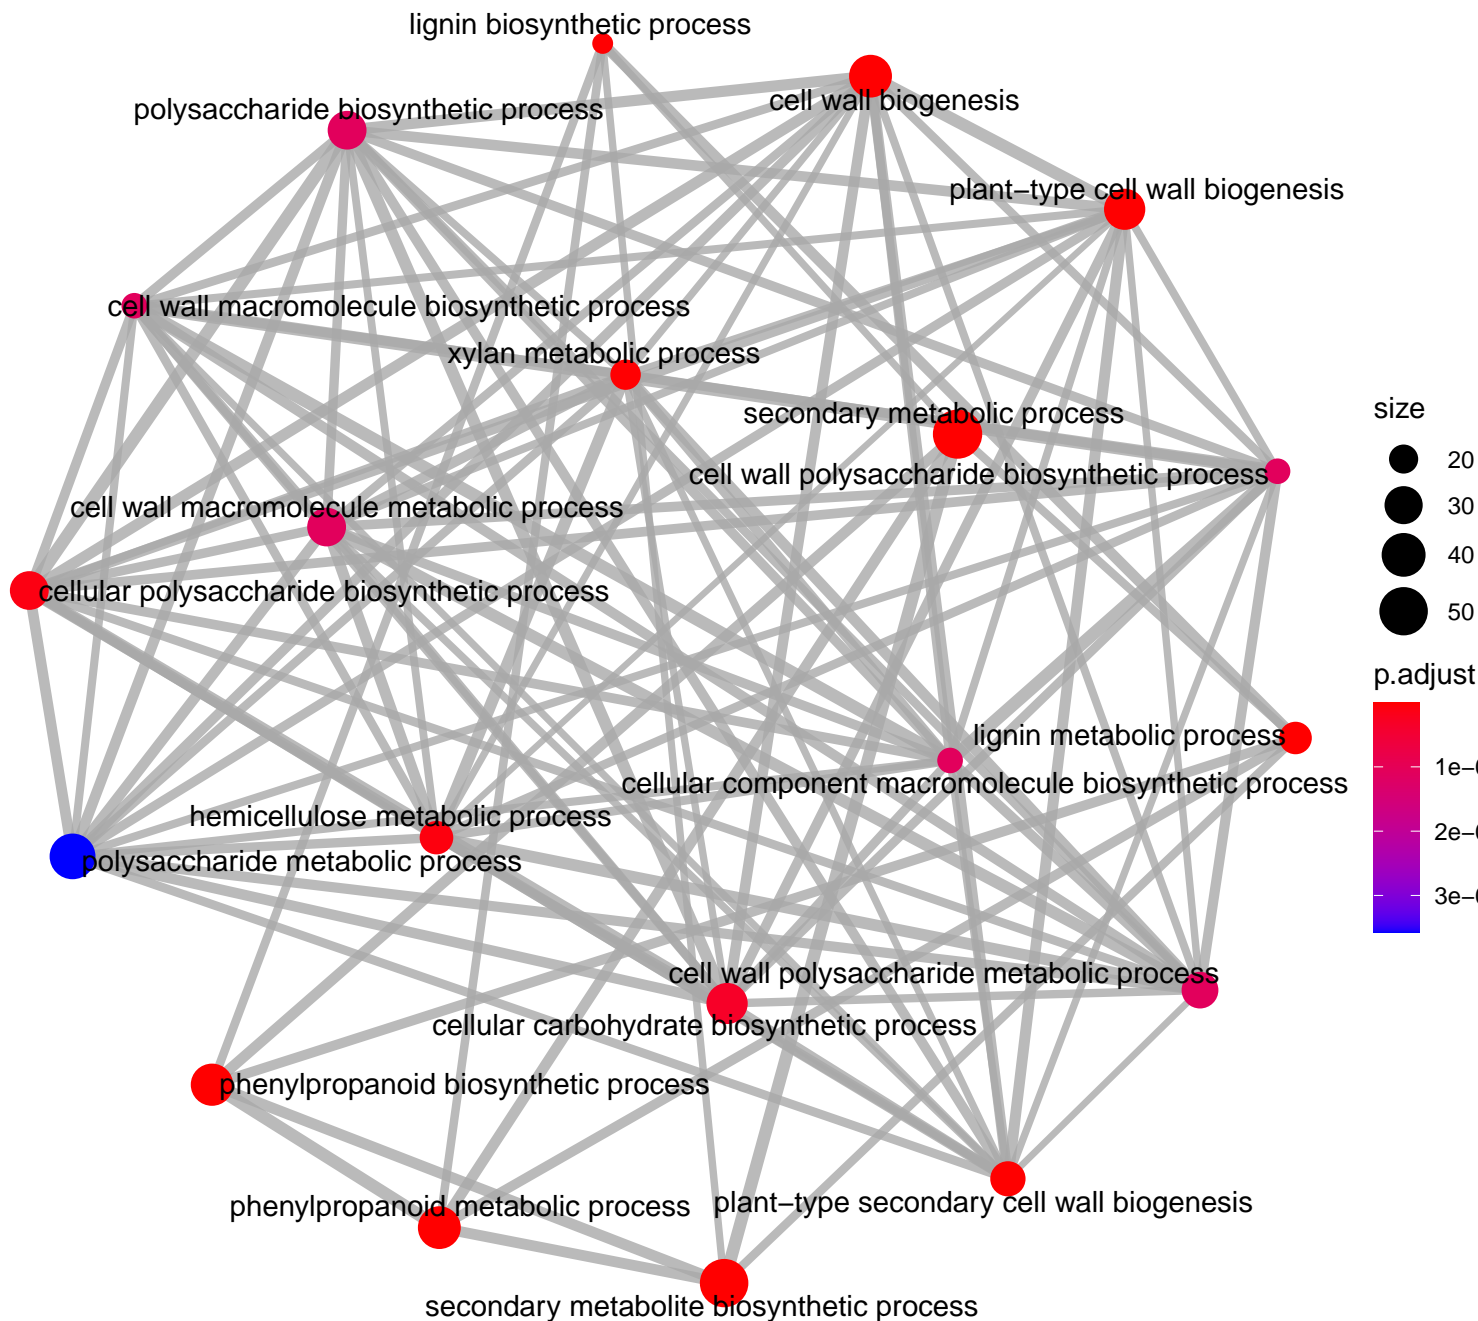 lignin biosynthetic process
cell wall biogenesis
polysaccharide biosynthetic process
plant−type cell wall biogenesis
cell wall macromolecule biosynthetic process
xylan metabolic process
secondary metabolic process
cell wall polysaccharide biosynthetic process
cell wall macromolecule metabolic process
cellular polysaccharide biosynthetic process
lignin metabolic process
cellular component macromolecule biosynthetic process
hemicellulose metabolic process
polysaccharide metabolic process
cell wall polysaccharide metabolic process
cellular carbohydrate biosynthetic process
phenylpropanoid biosynthetic process
phenylpropanoid metabolic process
plant−type secondary cell wall biogenesis
secondary metabolite biosynthetic process
size
20
30
40
50
p.adjust